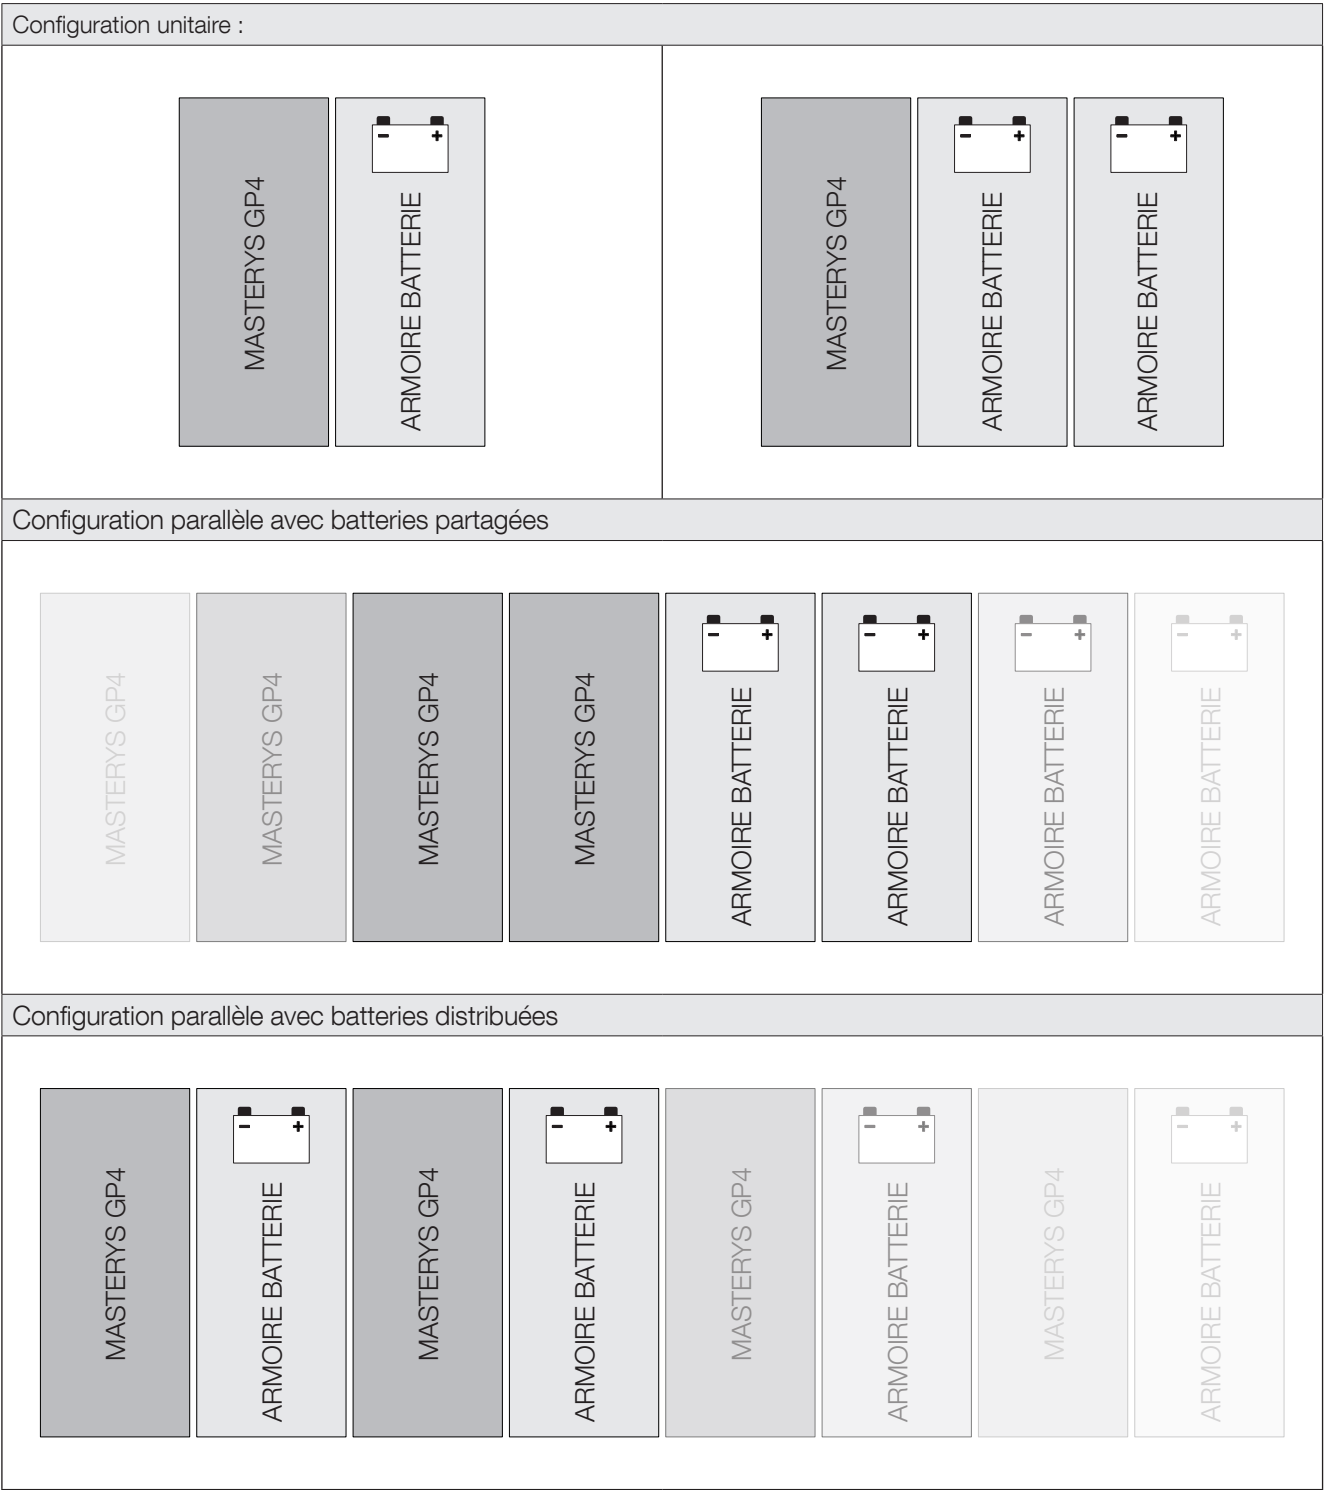 Configuration unitaire :
MASTERYS GP4
ARMOIRE BATTERIE
MASTERYS GP4
ARMOIRE BATTERIE
ARMOIRE BATTERIE
Configuration parallèle avec batteries partagées
MASTERYS GP4
MASTERYS GP4
MASTERYS GP4
MASTERYS GP4
ARMOIRE BATTERIE
ARMOIRE BATTERIE
ARMOIRE BATTERIE
ARMOIRE BATTERIE
Configuration parallèle avec batteries distribuées
MASTERYS GP4
ARMOIRE BATTERIE
MASTERYS GP4
ARMOIRE BATTERIE
MASTERYS GP4
ARMOIRE BATTERIE
MASTERYS GP4
ARMOIRE BATTERIE